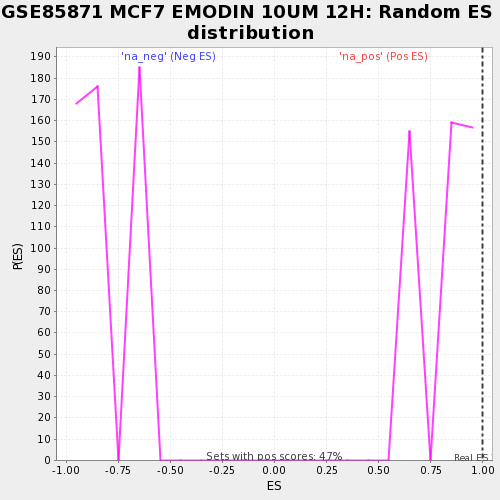 GSE85871 MCF7 EMODIN 10UM 12H: Random ES
distribution
'na_neg' (Neg ES)
'na_pos' (Pos ES)
190
180
170
160
150
140
130
120
110
100
90
80
70
60
50
40
30
20
10
0
P(ES)
Sets with pos scores: 47%
Real ES
-1.00 -0.75 -0.50 -0.25 0.00 0.25 0.50 0.75 1.00
ES